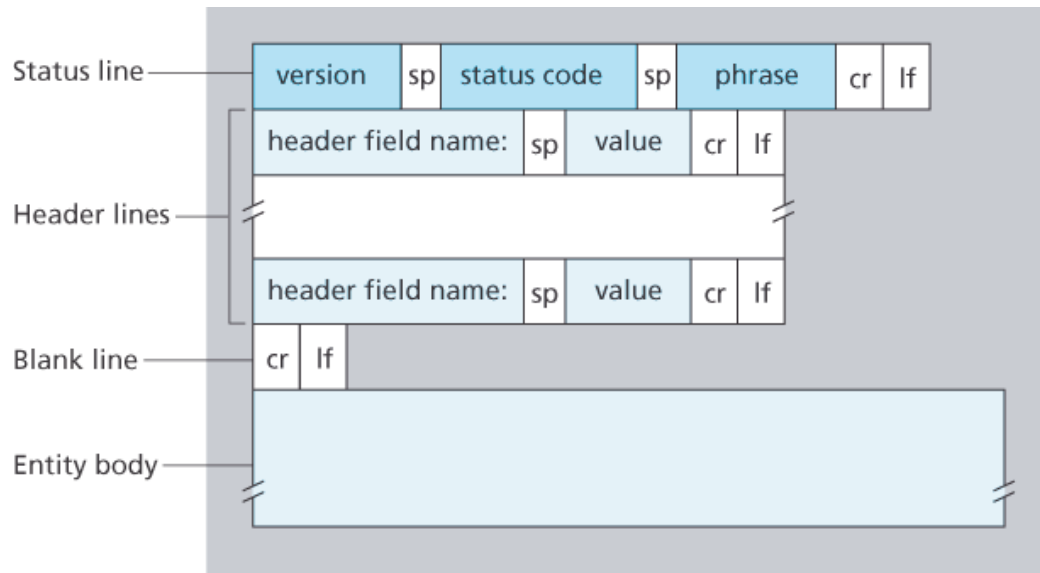 Status line version sp status code sp phrase cr lf
header field name: sp value cr lf
Header lines
header field name: sp value cr lf
Blank line cr lf
Entity body